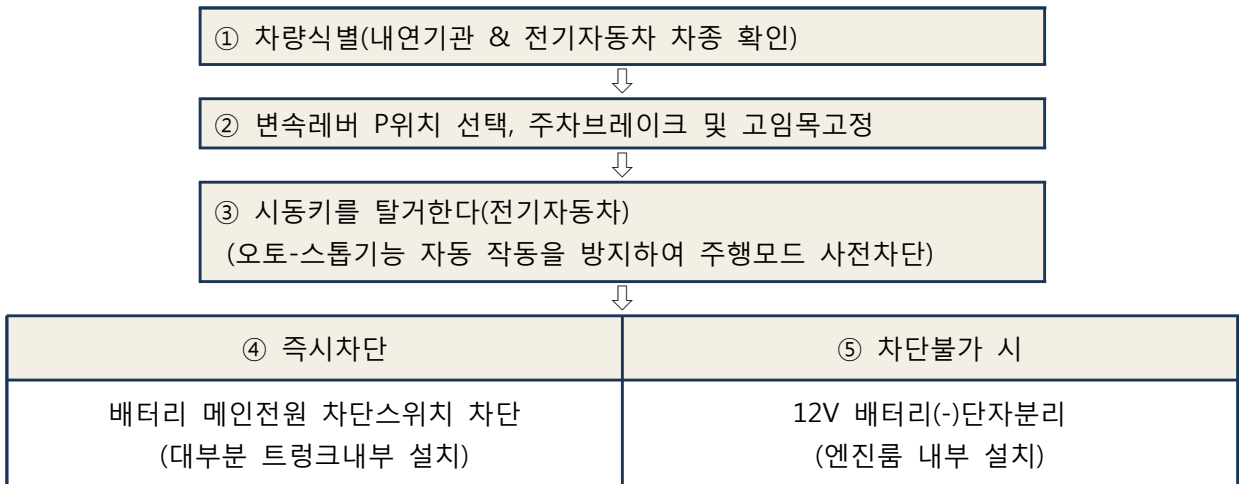 ① 차량식별(내연기관 & 전기자동차 차종 확인)
② 변속레버 P위치 선택, 주차브레이크 및 고임목고정
③ 시동키를 탈거한다(전기자동차)
(오토-스톱기능 자동 작동을 방지하여 주행모드 사전차단)
④ 즉시차단
⑤ 차단불가 시
배터리 메인전원 차단스위치 차단
(대부분 트렁크내부 설치)
12V 배터리(-)단자분리
(엔진룸 내부 설치)